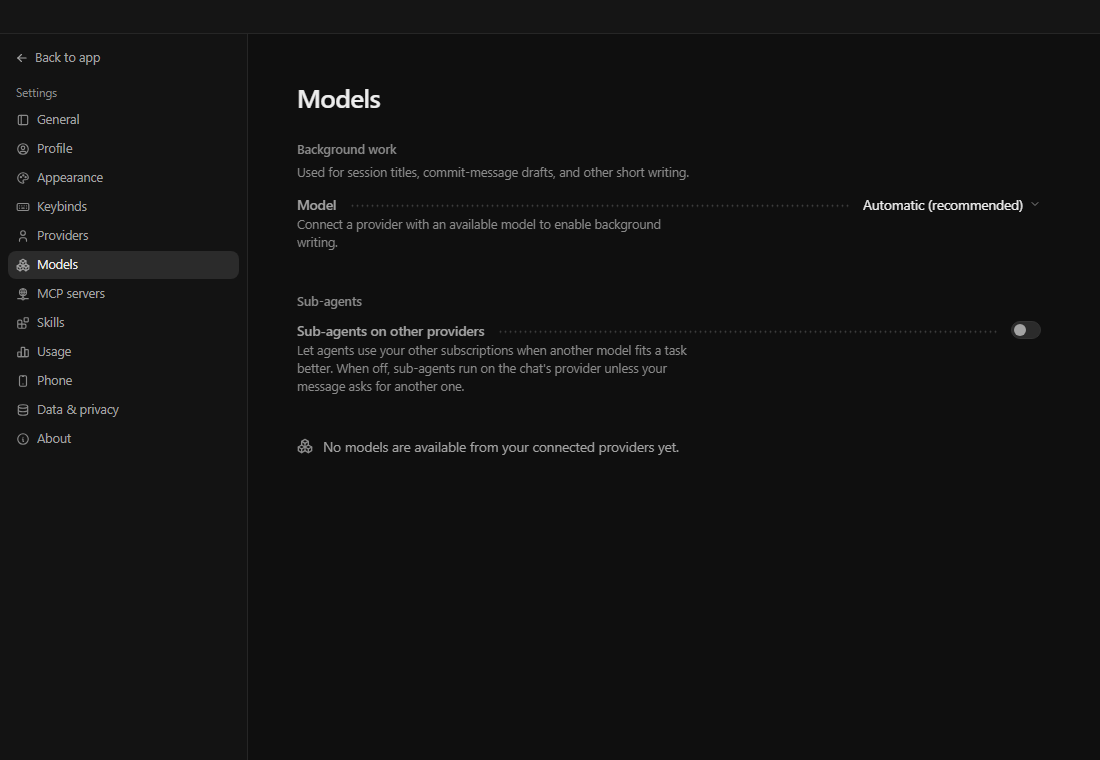 Back to app
Settings
General
Profile
Appearance
Keybinds
Providers
Models
MCP servers
Skills
Usage
Phone
Data & privacy
About
Models
Background work
Used for session titles, commit-message drafts, and other short writing.
Model
Automatic (recommended)
Connect a provider with an available model to enable background
writing.
Sub-agents
Sub-agents on other providers
Let agents use your other subscriptions when another model fits a task
better. When off, sub-agents run on the chat's provider unless your
message asks for another one.
No models are available from your connected providers yet.